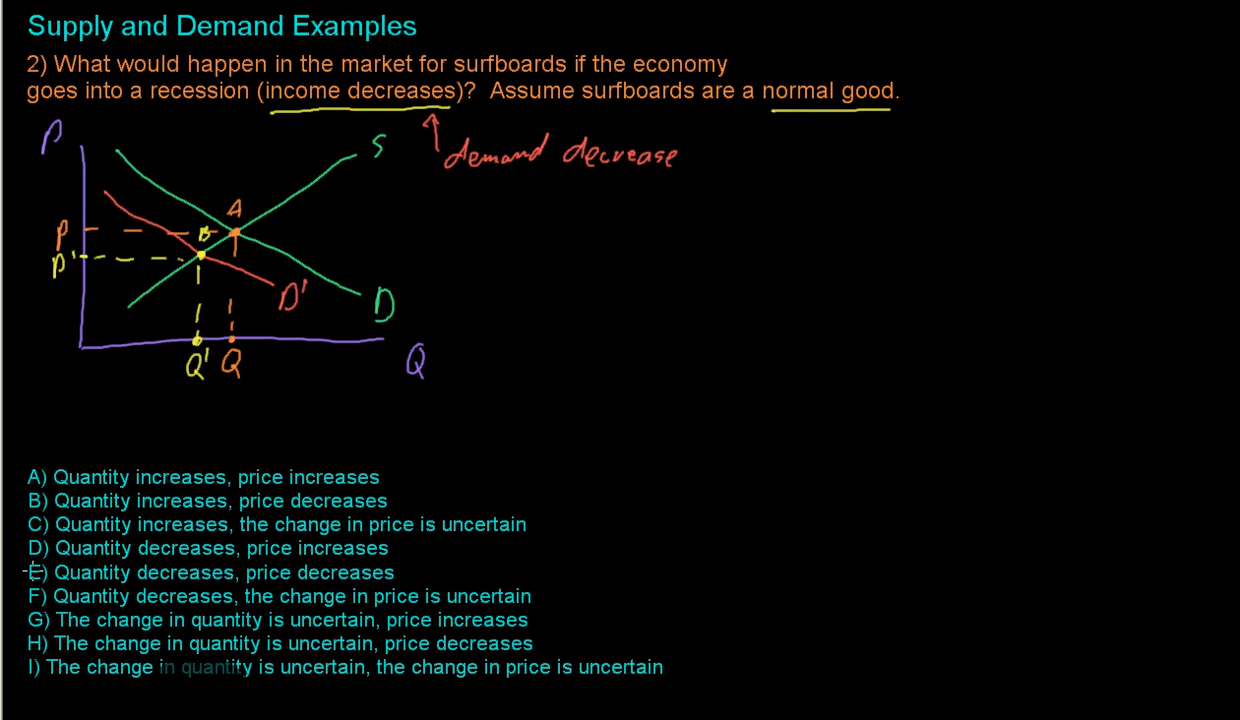 Supply and Demand Examples
2) What would happen in the market for surfboards if the economy
goes into a recession (income decreases)? Assume surfboards are a normal good.
P
S
demand decrease
A
P
B
P'
D'
D
Q' Q
Q
A) Quantity increases, price increases
B) Quantity increases, price decreases
C) Quantity increases, the change in price is uncertain
D) Quantity decreases, price increases
E) Quantity decreases, price decreases
F) Quantity decreases, the change in price is uncertain
G) The change in quantity is uncertain, price increases
H) The change in quantity is uncertain, price decreases
I) The change in quantity is uncertain, the change in price is uncertain